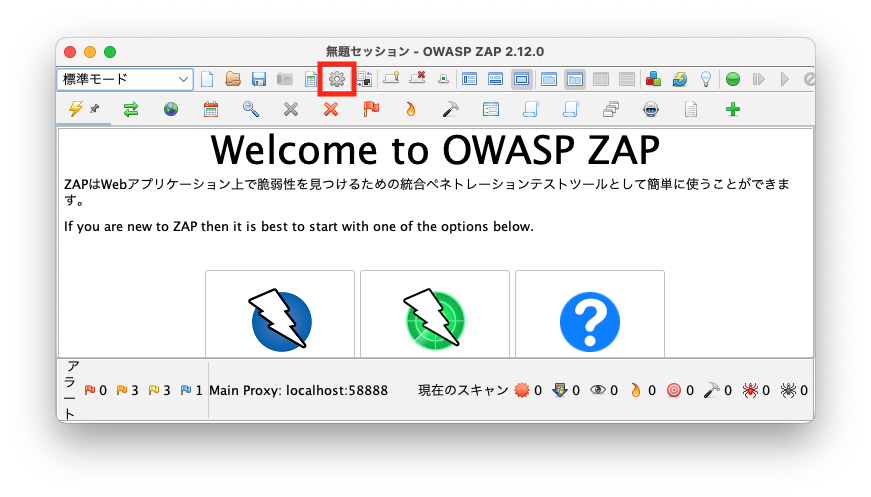 無題セッション - OWASP ZAP 2.12.0
標準モード
Welcome to OWASP ZAP
ZAPはWebアプリケーション上で脆弱性を見つけるための統合ペネトレーションテストツールとして簡単に使うことができま
す。
If you are new to ZAP then it is best to start with one of the options below.
アラート 0 3 3 1 Main Proxy: localhost:58888 現在のスキャン 0 0 0 0 0 0 0 0